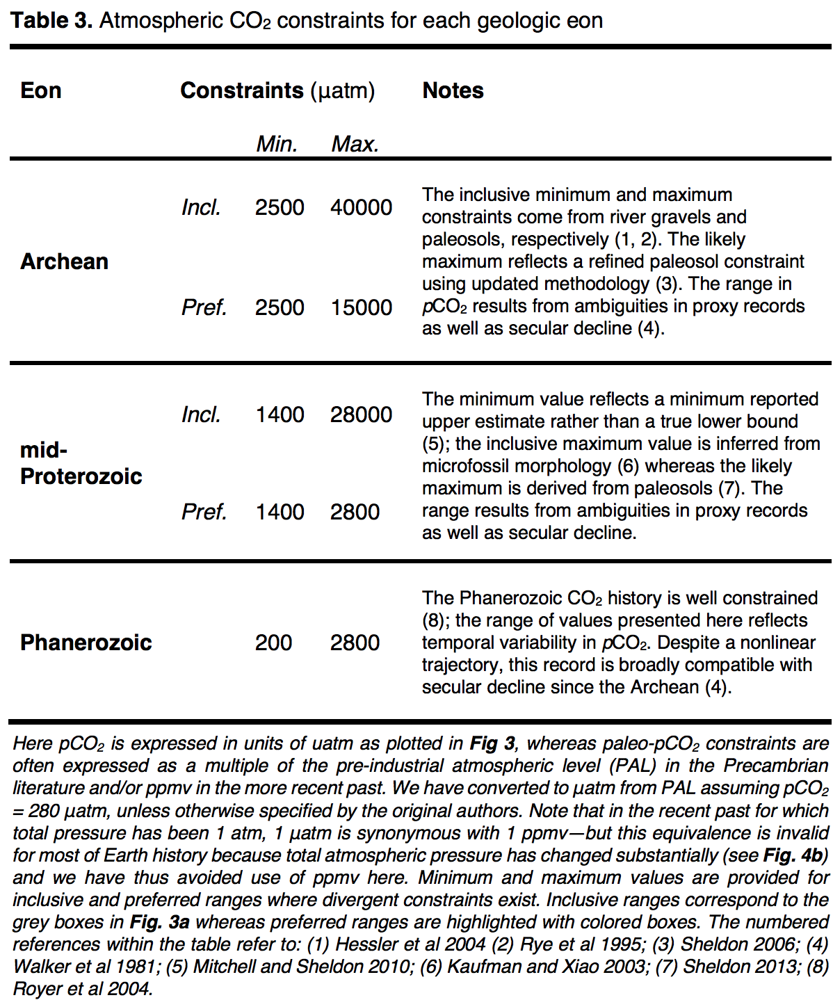 Table 3. Atmospheric CO₂ constraints for each geologic eon
Eon Constraints (μatm) Notes
Min. Max.
Archean
Incl. 2500 40000
Pref. 2500 15000
The inclusive minimum and maximum
constraints come from river gravels and
paleosols, respectively (1, 2). The likely
maximum reflects a refined paleosol constraint
using updated methodology (3). The range in
pCO₂ results from ambiguities in proxy records
as well as secular decline (4).
mid-
Proterozoic
Incl. 1400 28000
Pref. 1400 2800
The minimum value reflects a minimum reported
upper estimate rather than a true lower bound
(5); the inclusive maximum value is inferred from
microfossil morphology (6) whereas the likely
maximum is derived from paleosols (7). The
range results from ambiguities in proxy records
as well as secular decline.
Phanerozoic
200 2800
The Phanerozoic CO₂ history is well constrained
(8); the range of values presented here reflects
temporal variability in pCO₂. Despite a nonlinear
trajectory, this record is broadly compatible with
secular decline since the Archean (4).
Here pCO₂ is expressed in units of uatm as plotted in Fig 3, whereas paleo-pCO₂ constraints are
often expressed as a multiple of the pre-industrial atmospheric level (PAL) in the Precambrian
literature and/or ppmv in the more recent past. We have converted to μatm from PAL assuming pCO₂
= 280 μatm, unless otherwise specified by the original authors. Note that in the recent past for which
total pressure has been 1 atm, 1 μatm is synonymous with 1 ppmv—but this equivalence is invalid
for most of Earth history because total atmospheric pressure has changed substantially (see Fig. 4b)
and we have thus avoided use of ppmv here. Minimum and maximum values are provided for
inclusive and preferred ranges where divergent constraints exist. Inclusive ranges correspond to the
grey boxes in Fig. 3a whereas preferred ranges are highlighted with colored boxes. The numbered
references within the table refer to: (1) Hessler et al 2004 (2) Rye et al 1995; (3) Sheldon 2006; (4)
Walker et al 1981; (5) Mitchell and Sheldon 2010; (6) Kaufman and Xiao 2003; (7) Sheldon 2013; (8)
Royer et al 2004.